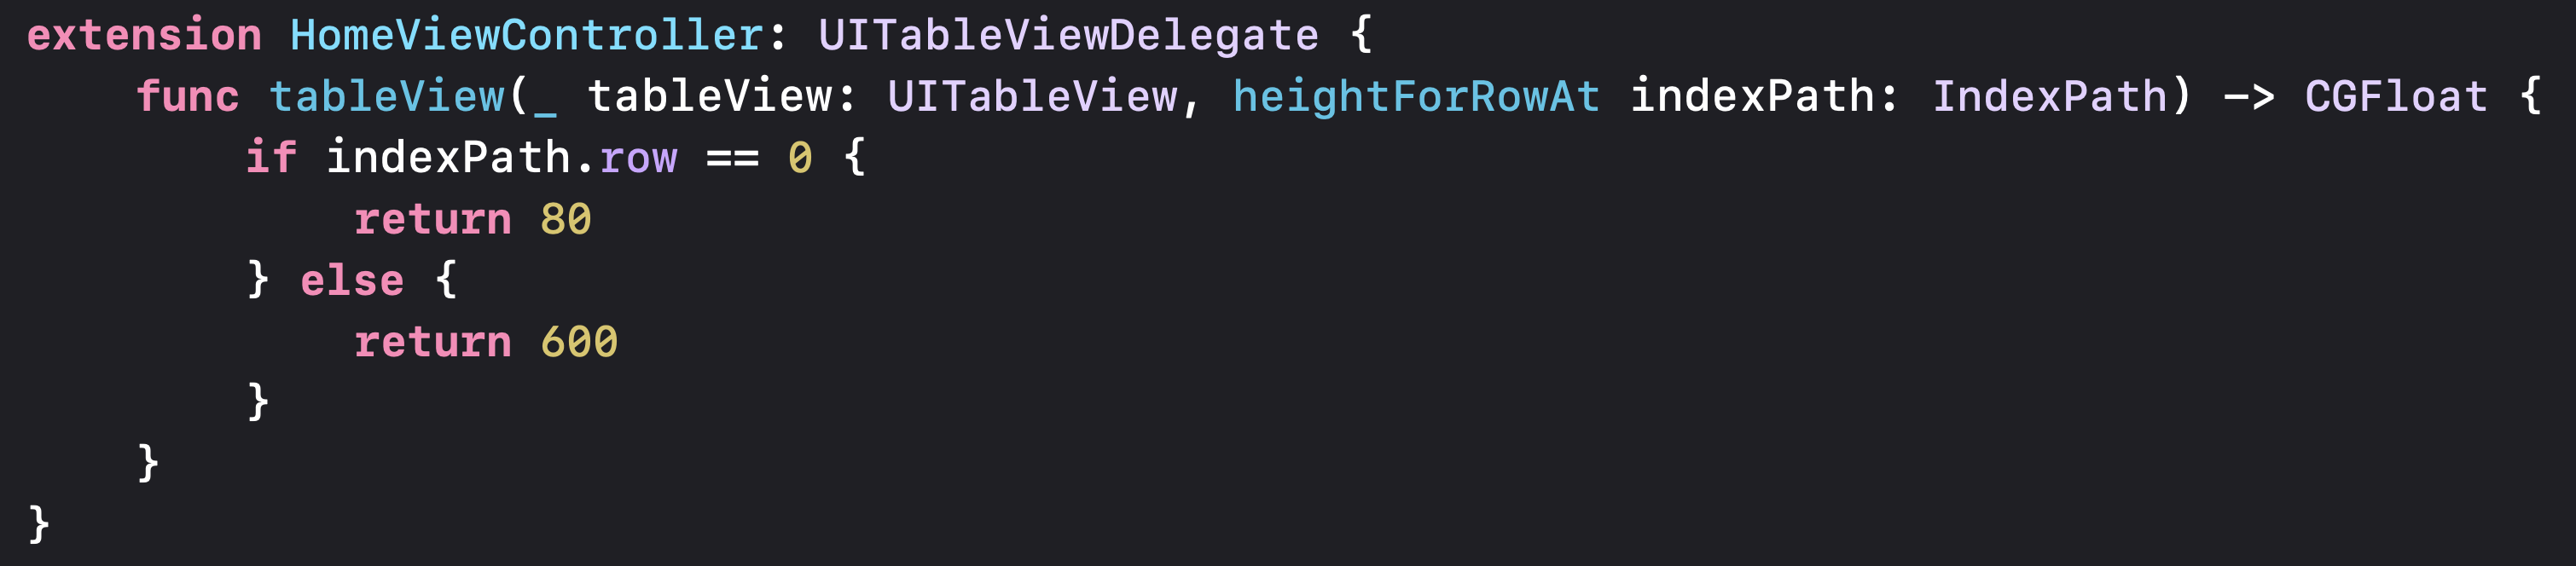 extension HomeViewController: UITableViewDelegate {
    func tableView(_ tableView: UITableView, heightForRowAt indexPath: IndexPath) -> CGFloat {
        if indexPath.row == 0 {
            return 80
        } else {
            return 600
        }
    }
}